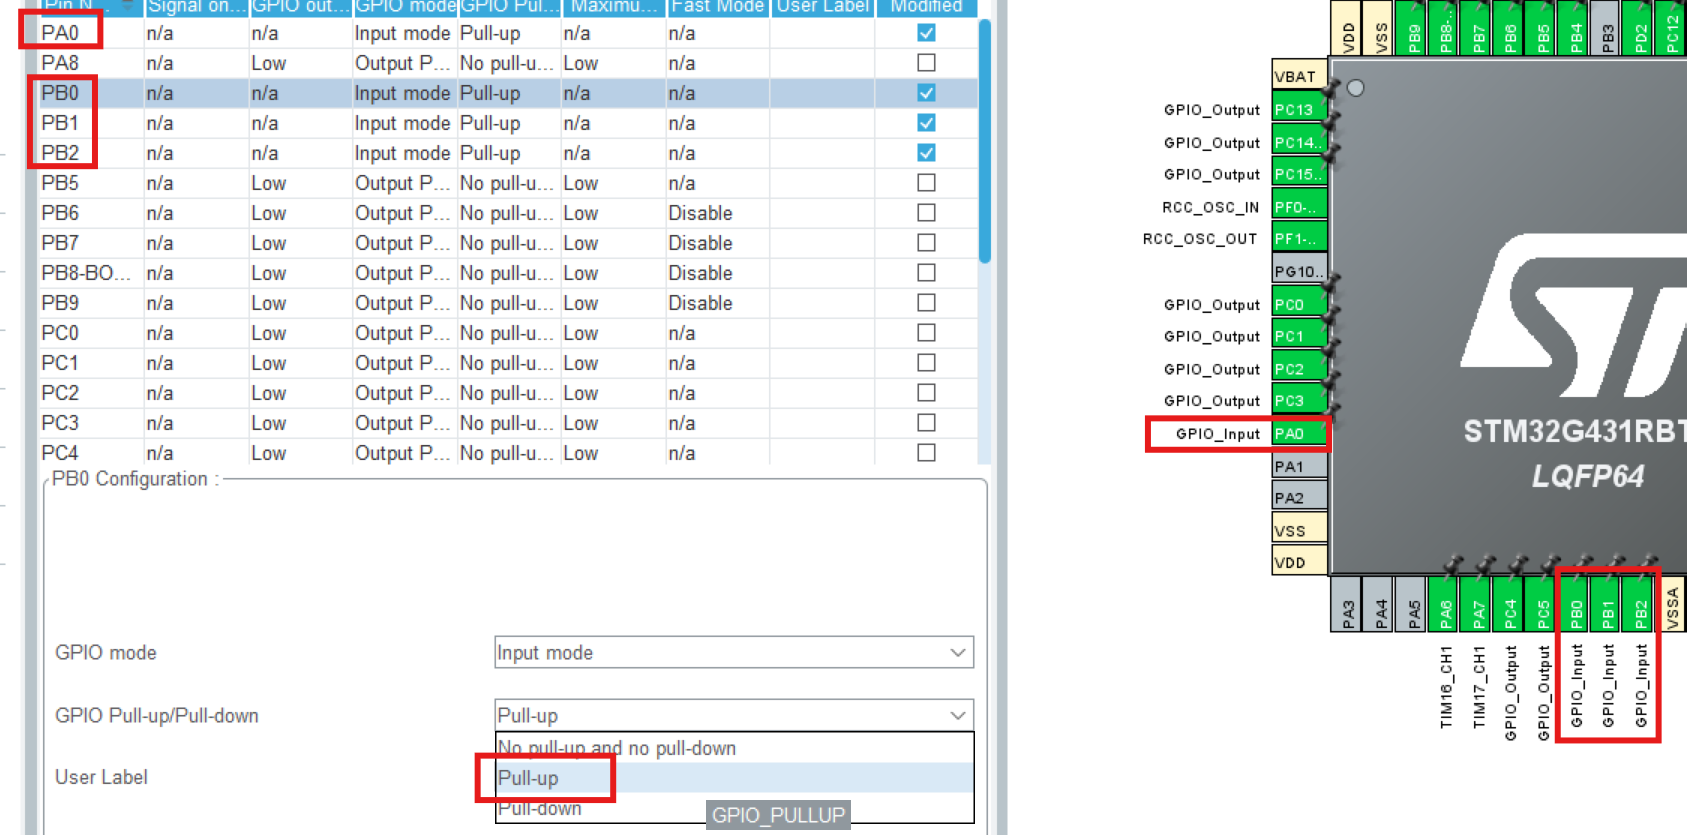 Pin N... Signal on... GPIO out... GPIO mode GPIO Pul... Maximu... Fast Mode User Label Modified
PA0 n/a n/a Input mode Pull-up n/a n/a
PA8 n/a Low Output P... No pull-u... Low n/a
PB0 n/a n/a Input mode Pull-up n/a n/a
PB1 n/a n/a Input mode Pull-up n/a n/a
PB2 n/a n/a Input mode Pull-up n/a n/a
PB5 n/a Low Output P... No pull-u... Low n/a
PB6 n/a Low Output P... No pull-u... Low Disable
PB7 n/a Low Output P... No pull-u... Low Disable
PB8-BO... n/a Low Output P... No pull-u... Low Disable
PB9 n/a Low Output P... No pull-u... Low Disable
PC0 n/a Low Output P... No pull-u... Low n/a
PC1 n/a Low Output P... No pull-u... Low n/a
PC2 n/a Low Output P... No pull-u... Low n/a
PC3 n/a Low Output P... No pull-u... Low n/a
PC4 n/a Low Output P... No pull-u... Low n/a
PB0 Configuration :
GPIO mode
Input mode
GPIO Pull-up/Pull-down
Pull-up
No pull-up and no pull-down
User Label
Pull-up
Pull-down
GPIO_PULLUP
VDD
VSS
PB9
PB8-..
PB7
PB6
PB5
PB4
PB3
PD2
PC12
VBAT
GPIO_Output PC13
GPIO_Output PC14..
GPIO_Output PC15..
RCC_OSC_IN PF0-..
RCC_OSC_OUT PF1-..
PG10..
GPIO_Output PC0
GPIO_Output PC1
GPIO_Output PC2
GPIO_Output PC3
GPIO_Input PA0
PA1
PA2
VSS
VDD
ST
STM32G431RBT
LQFP64
PA3
PA4
PA5
PA6
PA7
PC4
PC5
PB0
PB1
PB2
VSSA
TIM16_CH1
TIM17_CH1
GPIO_Output
GPIO_Output
GPIO_Input
GPIO_Input
GPIO_Input